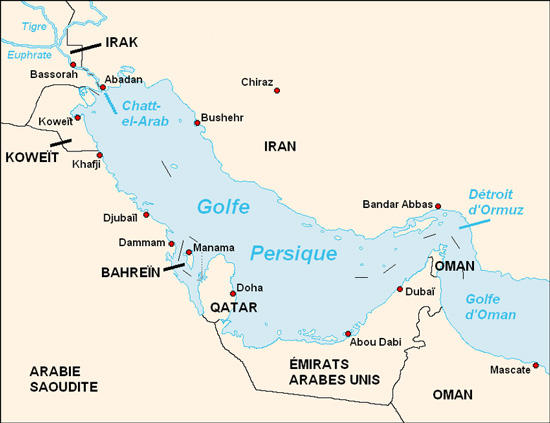 Tigre
IRAK
Euphrate
Bassorah
Abadan
Chiraz
Chatt-
el-Arab
Koweït
Bushehr
KOWEÏT
IRAN
Khafji
Détroit
d'Ormuz
Bandar Abbas
Golfe
Djubaïl
Dammam
Manama
Persique
BAHREÏN
OMAN
Doha
Dubaï
QATAR
Golfe
d'Oman
Abou Dabi
ARABIE
SAOUDITE
ÉMIRATS
ARABES UNIS
Mascate
OMAN